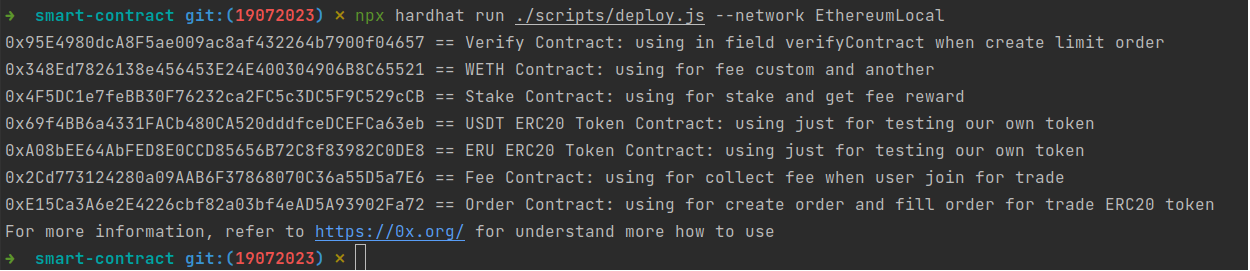 ➜ smart-contract git:(19072023) ✗ npx hardhat run ./scripts/deploy.js --network EthereumLocal
0x95E4980dcA8F5ae009ac8af432264b7900f04657 == Verify Contract: using in field verifyContract when create limit order
0x348Ed7826138e456453E24E400304906B8C65521 == WETH Contract: using for fee custom and another
0x4F5DC1e7feBB30F76232ca2FC5c3DC5F9C529cCB == Stake Contract: using for stake and get fee reward
0x69f4BB6a4331FACb480CA520dddfceDCEFCa63eb == USDT ERC20 Token Contract: using just for testing our own token
0xA08bEE64AbFED8E0CCD85656B72C8f83982C0DE8 == ERU ERC20 Token Contract: using just for testing our own token
0x2Cd773124280a09AAB6F37868070C36a55D5a7E6 == Fee Contract: using for collect fee when user join for trade
0xE15Ca3A6e2E4226cbf82a03bf4eAD5A93902Fa72 == Order Contract: using for create order and fill order for trade ERC20 token
For more information, refer to https://0x.org/ for understand more how to use
➜ smart-contract git:(19072023) ✗